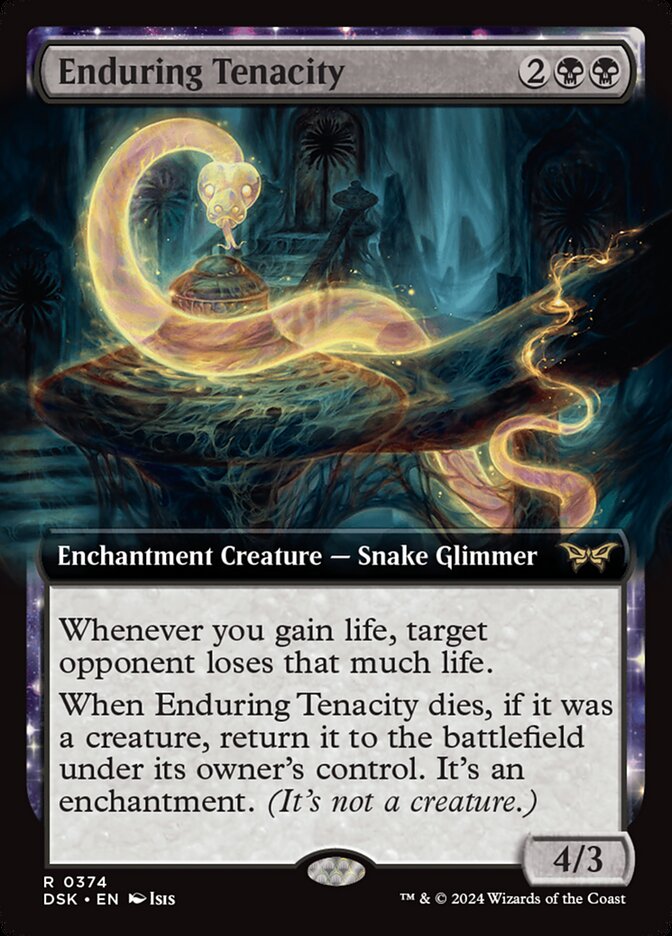 Enduring Tenacity 2
Enchantment Creature — Snake Glimmer
Whenever you gain life, target
opponent loses that much life.
When Enduring Tenacity dies, if it was
a creature, return it to the battlefield
under its owner's control. It's an
enchantment. (It's not a creature.)
4/3
R 0374
DSK • EN Isis
™ & © 2024 Wizards of the Coast